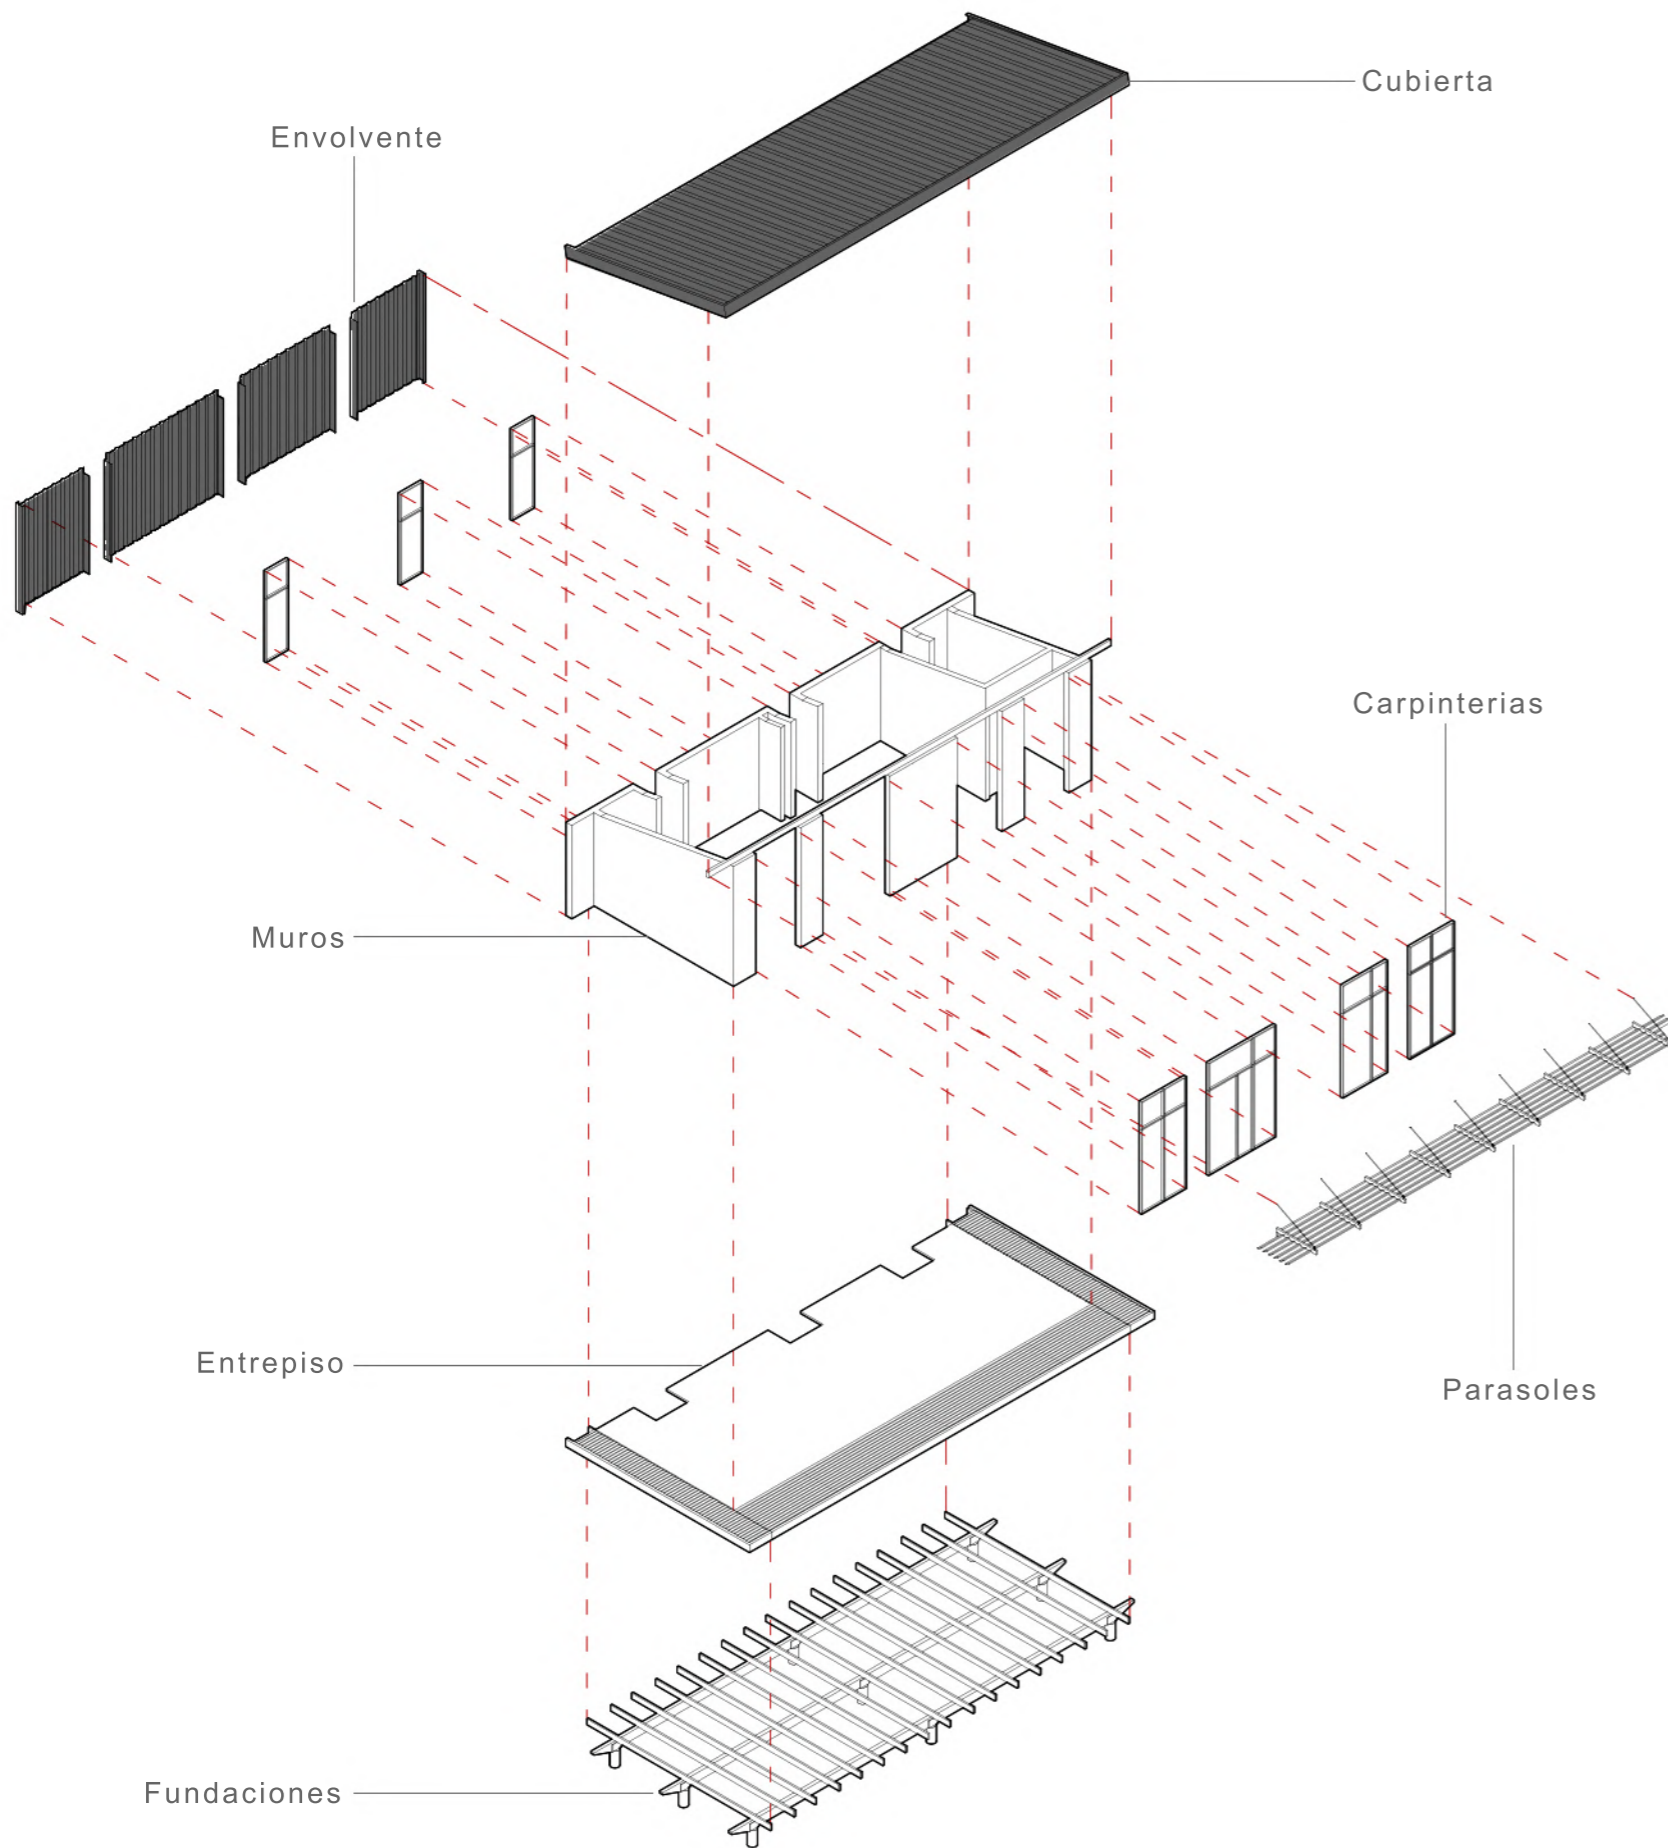 Cubierta
Envolvente
Carpinterias
Muros
Entrepiso
Parasoles
Fundaciones